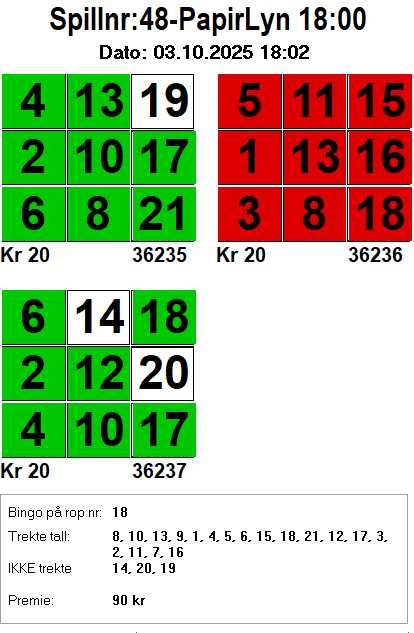 Spillnr:48-PapirLyn 18:00
Dato: 03.10.2025 18:02
4 13 19 5 11 15
2 10 17 1 13 16
6 8 21 3 8 18
Kr 20 36235 Kr 20 36236
6 14 18
2 12 20
4 10 17
Kr 20 36237
Bingo på rop nr: 18
Trekte tall: 8, 10, 13, 9, 1, 4, 5, 6, 15, 18, 21, 12, 17, 3,
2, 11, 7, 16
IKKE trekte 14, 20, 19
Premie: 90 kr